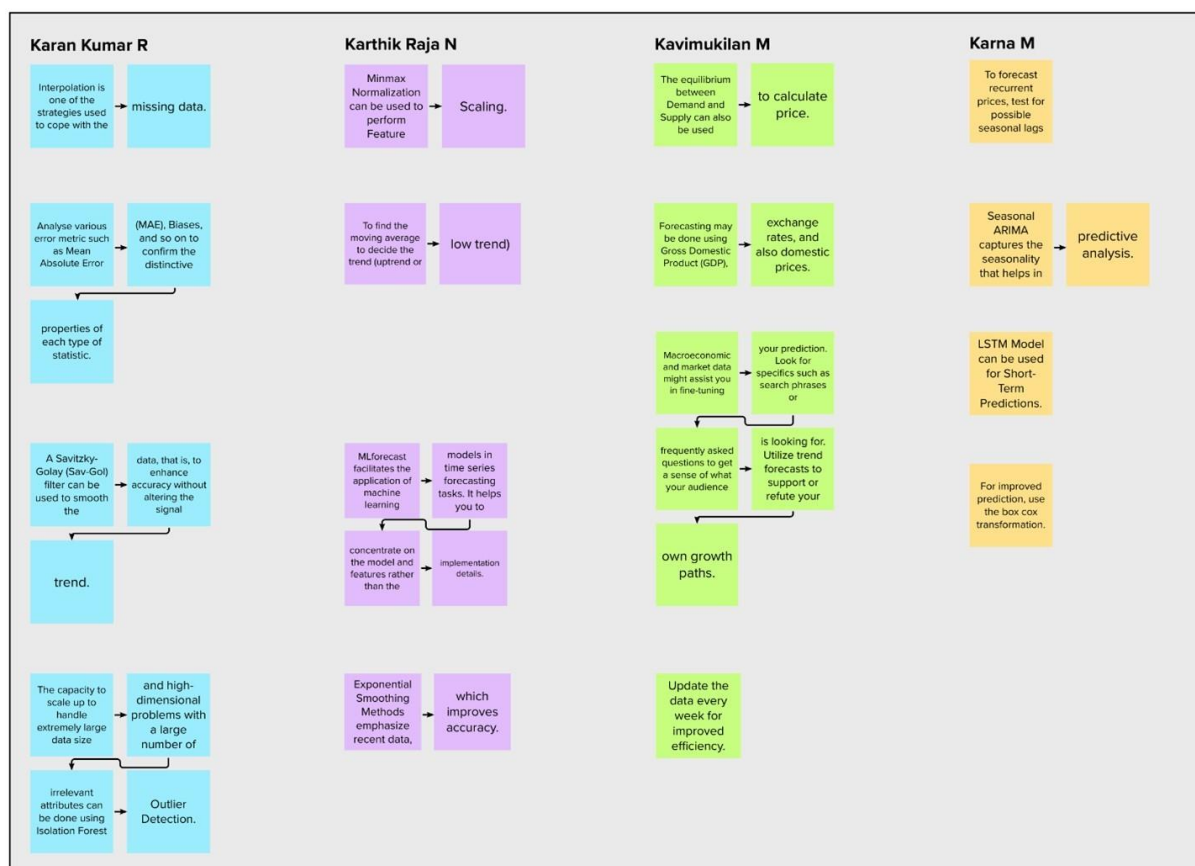 Karan Kumar R
Interpolation is
one of the
strategies used
to cope with the
missing data.
Analyse various
error metric such
as Mean
Absolute Error
(MAE), Biases,
and so on to
confirm the
distinctive
properties of
each type of
statistic.
A Savitzky-
Golay (Sav-Gol)
filter can be
used to smooth
the
data, that is, to
enhance
accuracy without
altering the
signal
trend.
The capacity to
scale up to
handle
extremely large
data size
and high-
dimensional
problems with
a large
number of
irrelevant
attributes can
be done using
Isolation Forest
Outlier
Detection.
Karthik Raja N
Minmax
Normalization
can be used to
perform
Feature
Scaling.
To find the
moving average
to decide the
trend (uptrend or
low trend)
MLforecast
facilitates the
application of
machine
learning
models in
time series
forecasting
tasks. It helps
you to
concentrate on
the model and
features rather
than the
implementation
details.
Exponential
Smoothing
Methods
emphasize
recent data,
which
improves
accuracy.
Kavimukilan M
The equilibrium
between
Demand and
Supply can also
be used
to calculate
price.
Forecasting may
be done using
Gross Domestic
Product (GDP),
exchange
rates, and
also domestic
prices.
Macroeconomic
and market data
might assist you
in fine-tuning
your prediction.
Look for
specifics such as
search phrases
or
frequently asked
questions to get
a sense of what
your audience
is looking for.
Utilize trend
forecasts to
support or
refute your
own growth
paths.
Update the
data every
week for
improved
efficiency.
Karna M
To forecast
recurrent
prices, test for
possible
seasonal lags
Seasonal
ARIMA
captures the
seasonality
that helps in
predictive
analysis.
LSTM Model
can be used
for Short-
Term
Predictions.
For improved
prediction, use
the box cox
transformation.